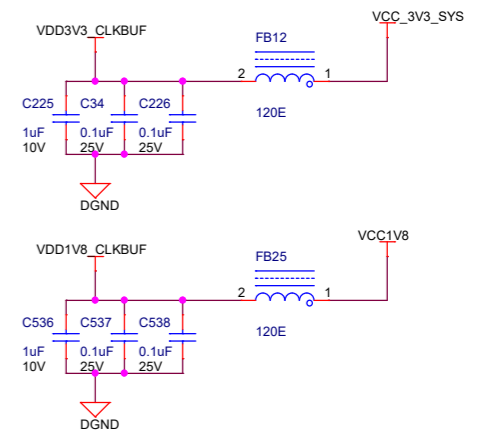 VCC_3V3_SYS
VDD3V3_CLKBUF
FB12
2 1
C225 C34 C226
120E
1uF 0.1uF 0.1uF
10V 25V 25V
DGND
VCC1V8
VDD1V8_CLKBUF
FB25
2 1
C536 C537 C538
120E
1uF 0.1uF 0.1uF
10V 25V 25V
DGND